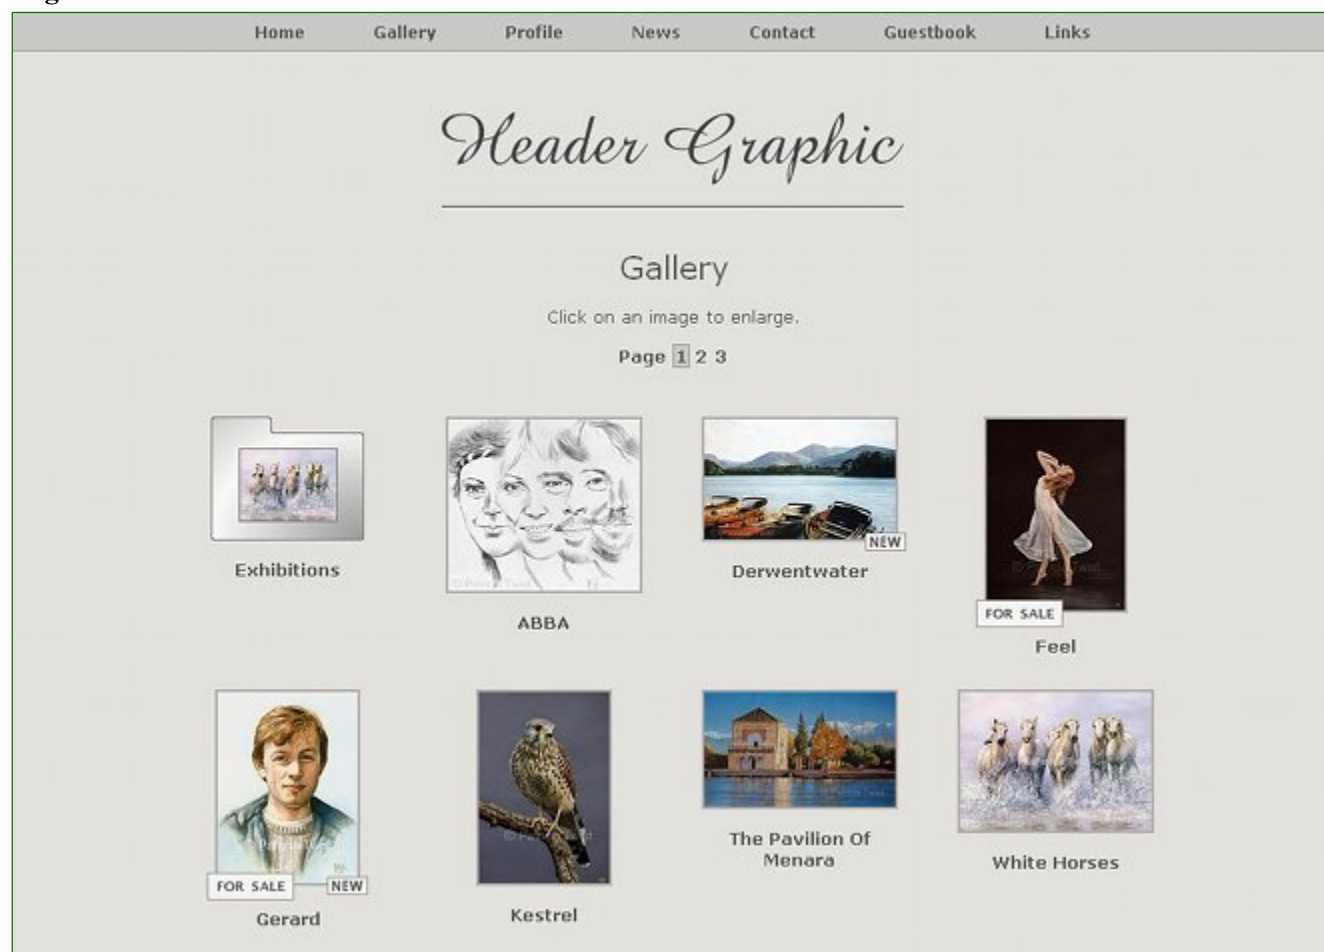 Home Gallery Profile News Contact Guestbook Links
Header Graphic
Gallery
Click on an image to enlarge.
Page 1 2 3
Exhibitions
ABBA
NEW
Derwentwater
FOR SALE
Feel
FOR SALE NEW
Gerard
Kestrel
The Pavilion Of
Menara
White Horses